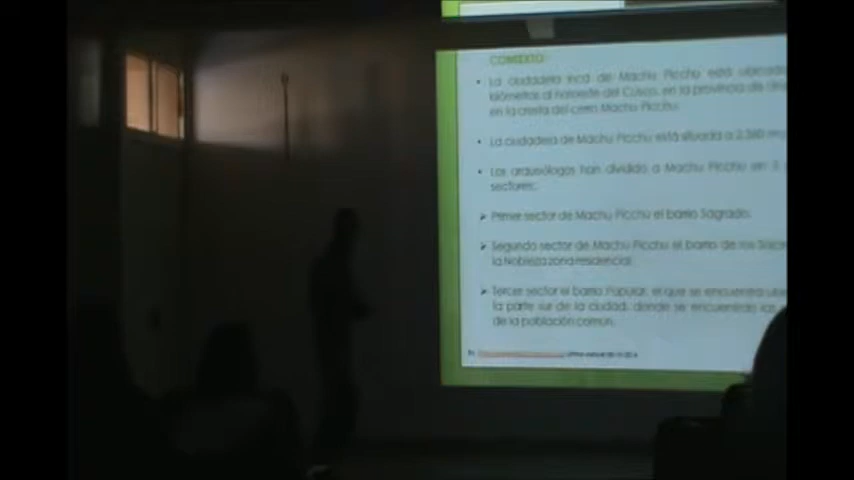 CONTEXTO:
• La ciudadela inca de Machu Picchu está ubicada
kilómetros al noroeste del Cusco, en la provincia de
en la cresta del cerro Machu Picchu.
• La ciudadela de Machu Picchu está situada a 2.360
• Los arqueólogos han dividido a Machu Picchu en 3
sectores:
➢ Primer sector de Machu Picchu el barrio Sagrado.
➢ Segundo sector de Machu Picchu el barrio de los
la Nobleza zona residencial.
➢ Tercer sector el barrio Popular, el que se encuentra
la parte sur de la ciudad, donde se encuentran las
de la población común.